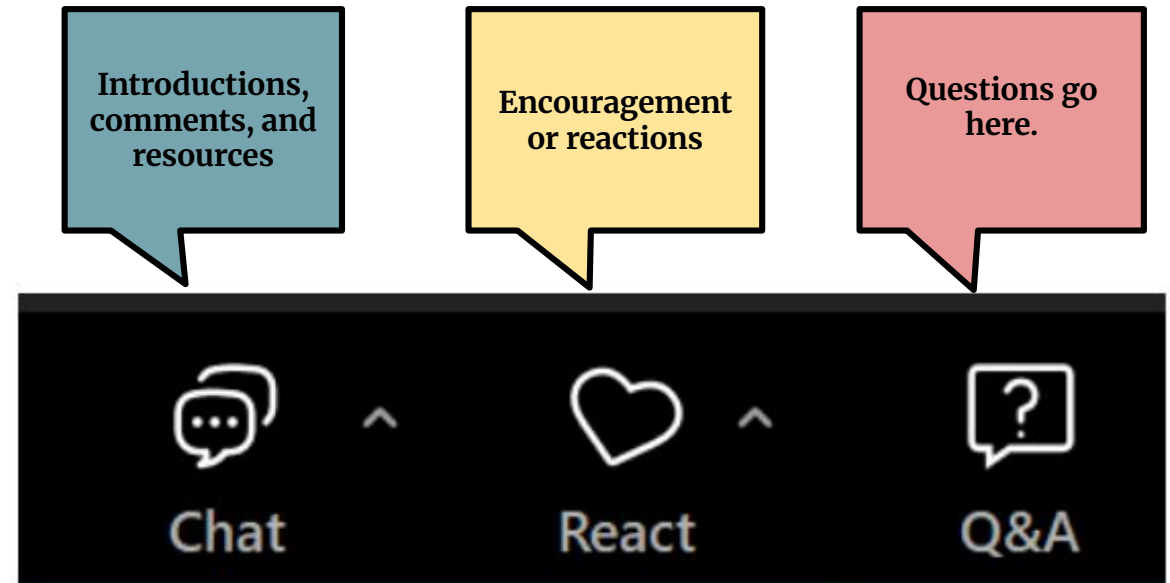 Introductions,
comments, and
resources
Encouragement
or reactions
Questions go
here.
Chat
React
Q&A